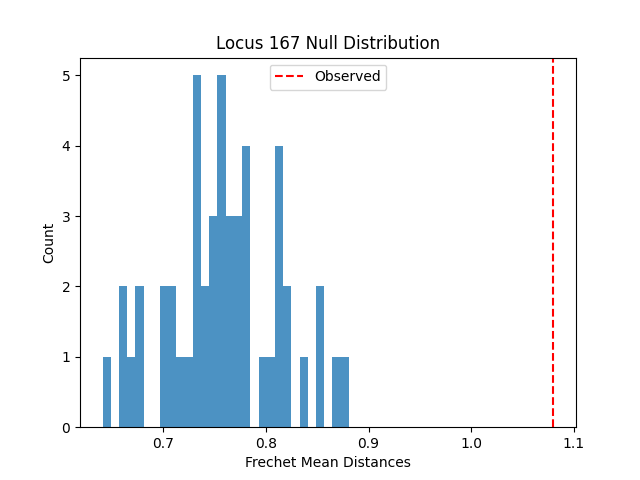 Locus 167 Null Distribution
Observed
5
4
3
2
1
0
Count
0.7 0.8 0.9 1.0 1.1
Frechet Mean Distances